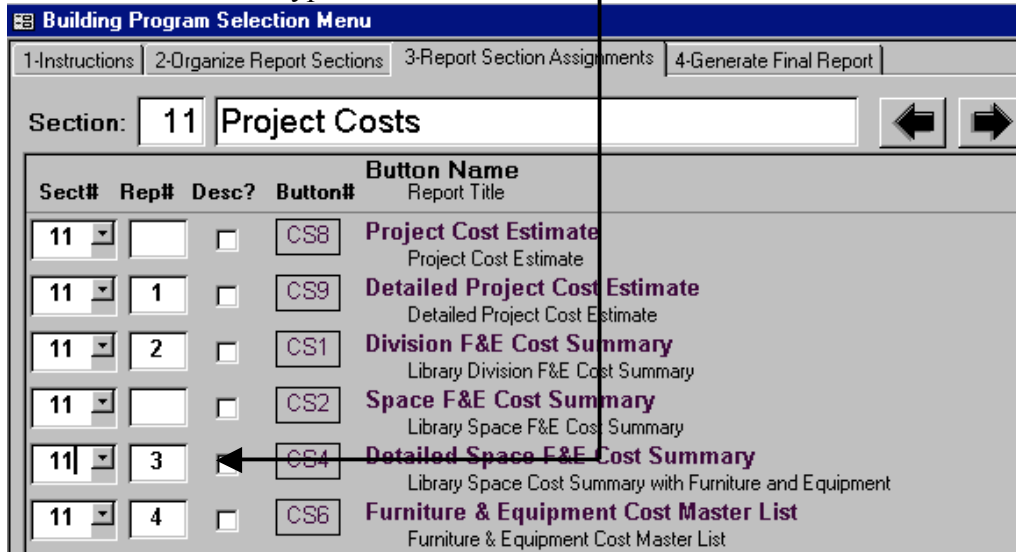 Building Program Selection Menu
1-Instructions 2-Organize Report Sections 3-Report Section Assignments 4-Generate Final Report
Section: 11 Project Costs
Button Name
Sect# Rep# Desc? Button# Report Title
11 CS8 Project Cost Estimate
Project Cost Estimate
11 1 CS9 Detailed Project Cost Estimate
Detailed Project Cost Estimate
11 2 CS1 Division F&E Cost Summary
Library Division F&E Cost Summary
11 CS2 Space F&E Cost Summary
Library Space F&E Cost Summary
11 3 CS4 Detailed Space F&E Cost Summary
Library Space Cost Summary with Furniture and Equipment
11 4 CS6 Furniture & Equipment Cost Master List
Furniture & Equipment Cost Master List